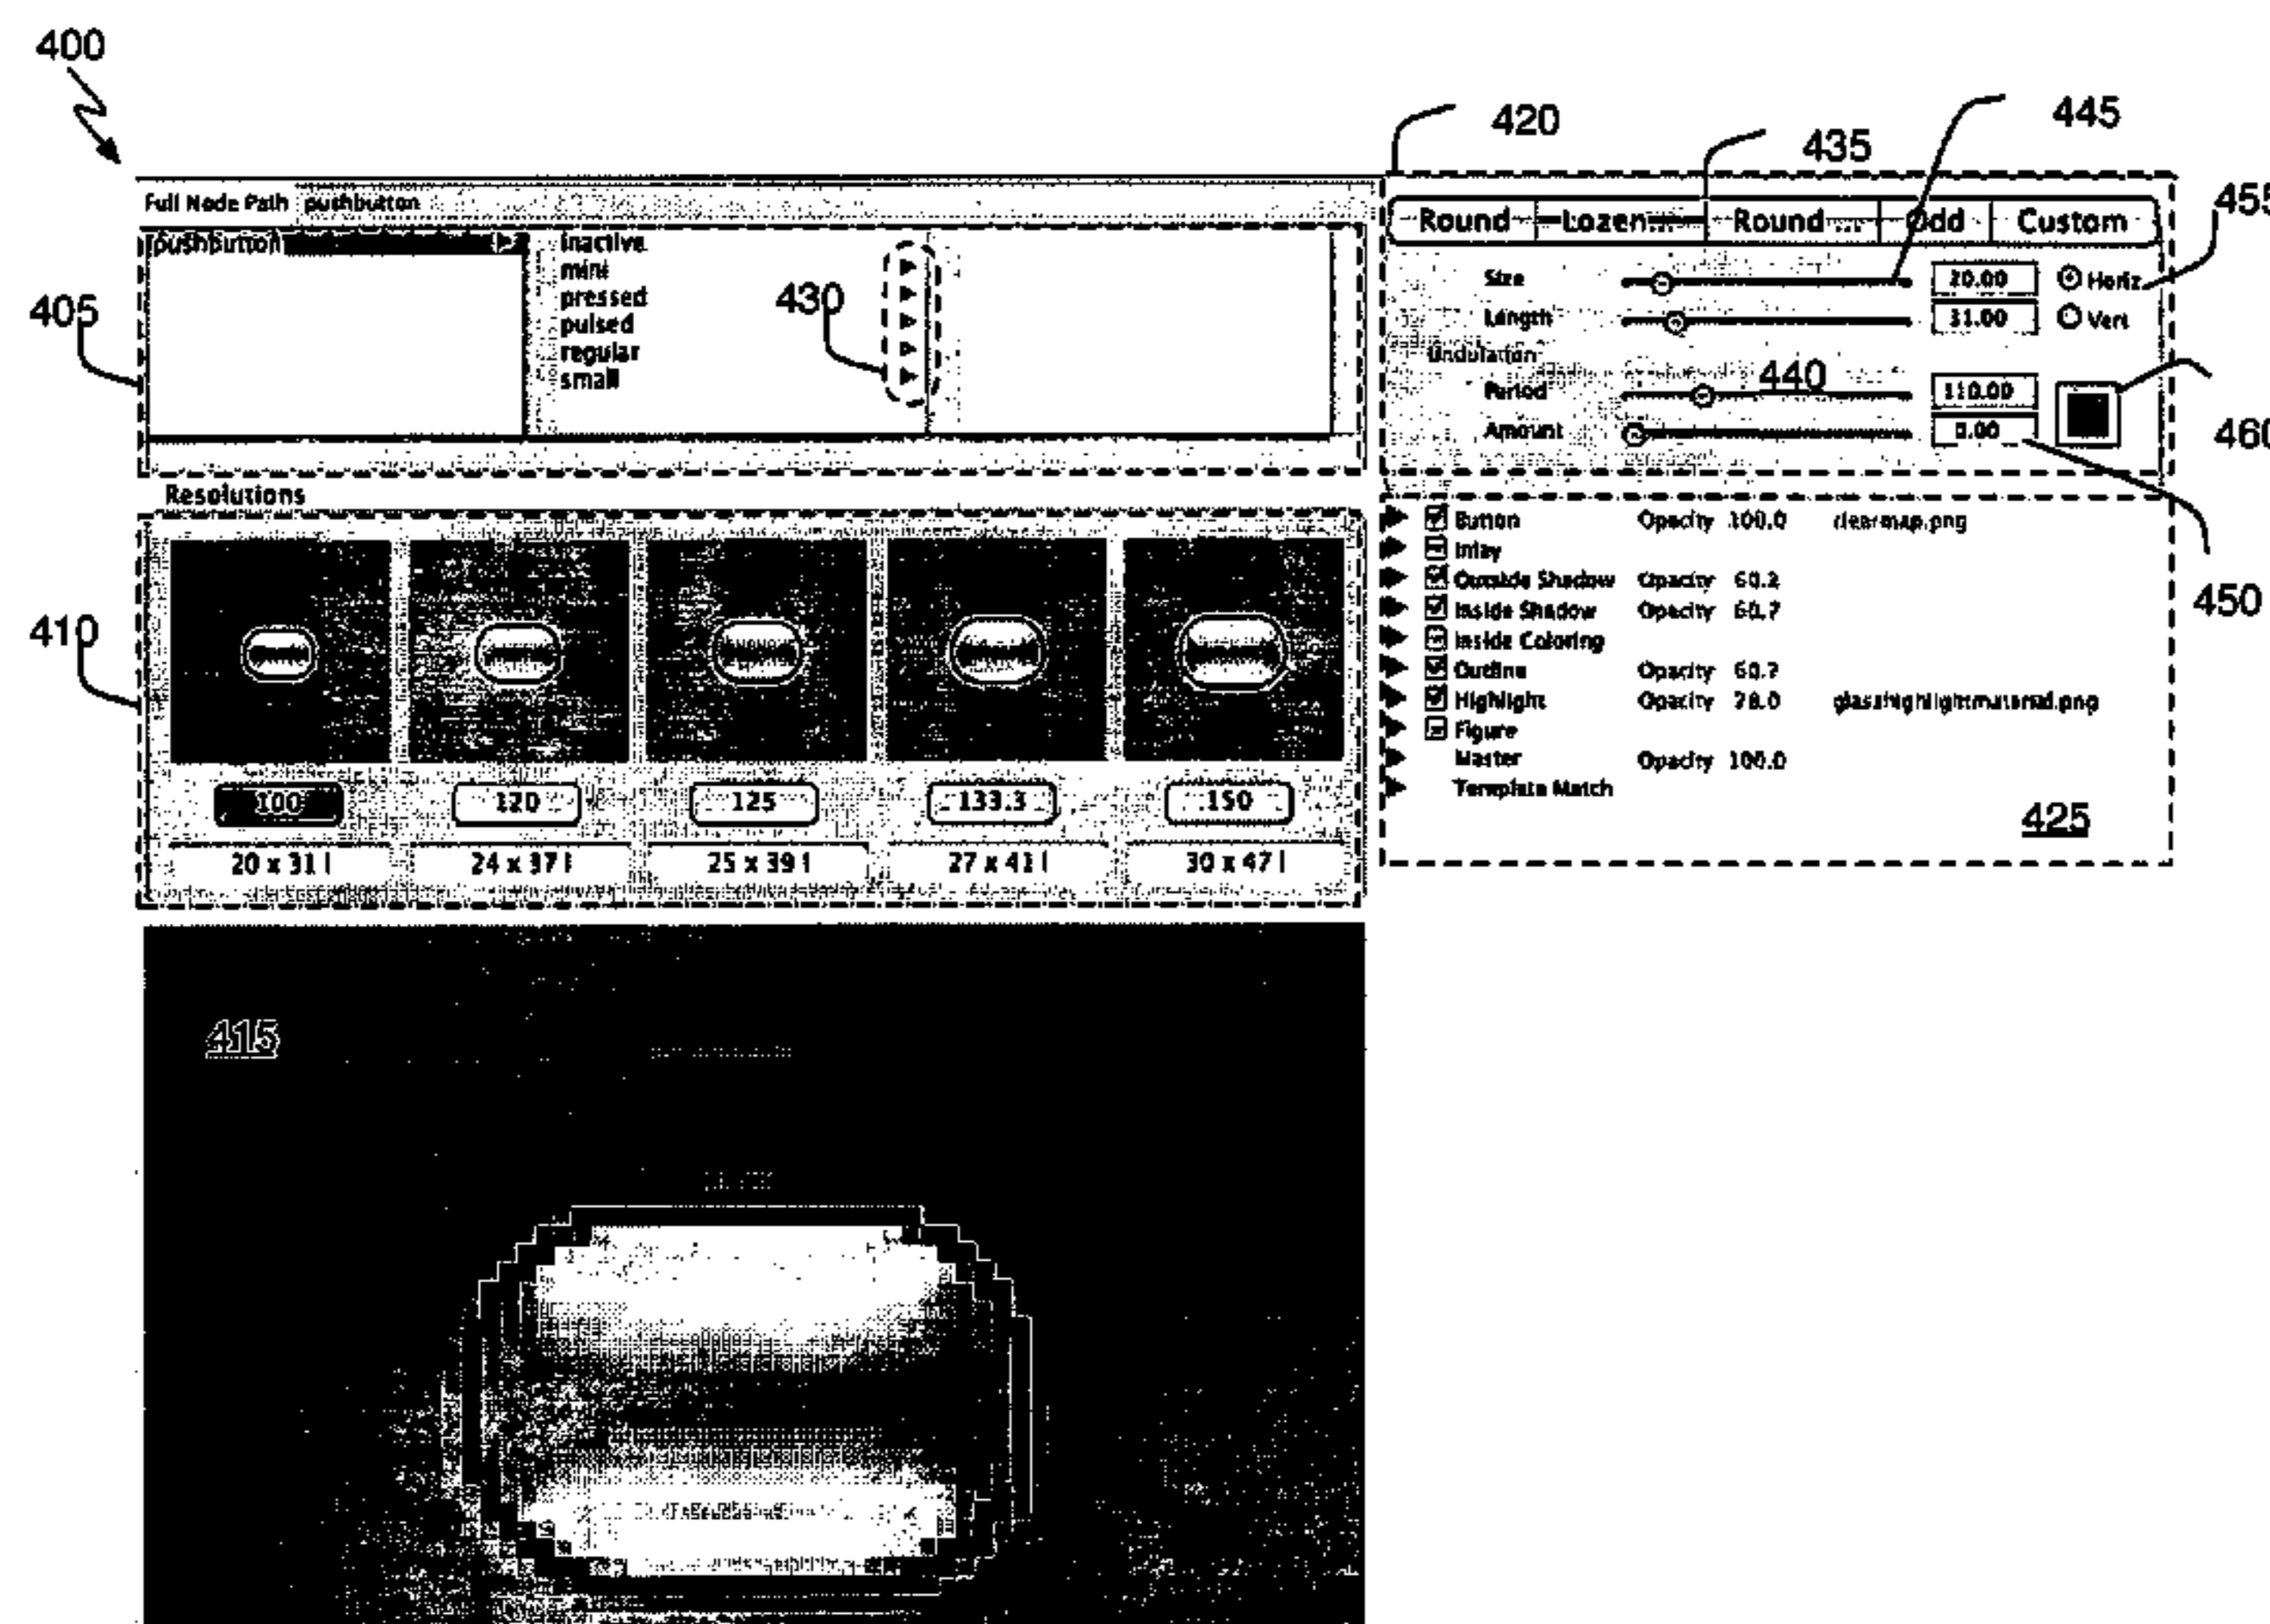 400
420
445
435
455
Full Node Path pushbutton
Round Lozen... Round ... Odd Custom
pushbutton
inactive
mini
pressed
pulsed
regular
small
405
430
Size 20.00 Horiz
Length 31.00 Vert
Undulation
440
Period 110.00
Amount 0.00
460
Resolutions
Button Opacity 100.0 clearmap.png
Inlay
Outside Shadow Opacity 60.2
Inside Shadow Opacity 60.?
Inside Coloring
Outline Opacity 60.?
Highlight Opacity 78.0 glasshighlightmaterial.png
Figure
Master Opacity 100.0
Template Match
450
410
425
100 120 125 133.3 150
20 x 31 24 x 37 25 x 39 27 x 41 30 x 47
415